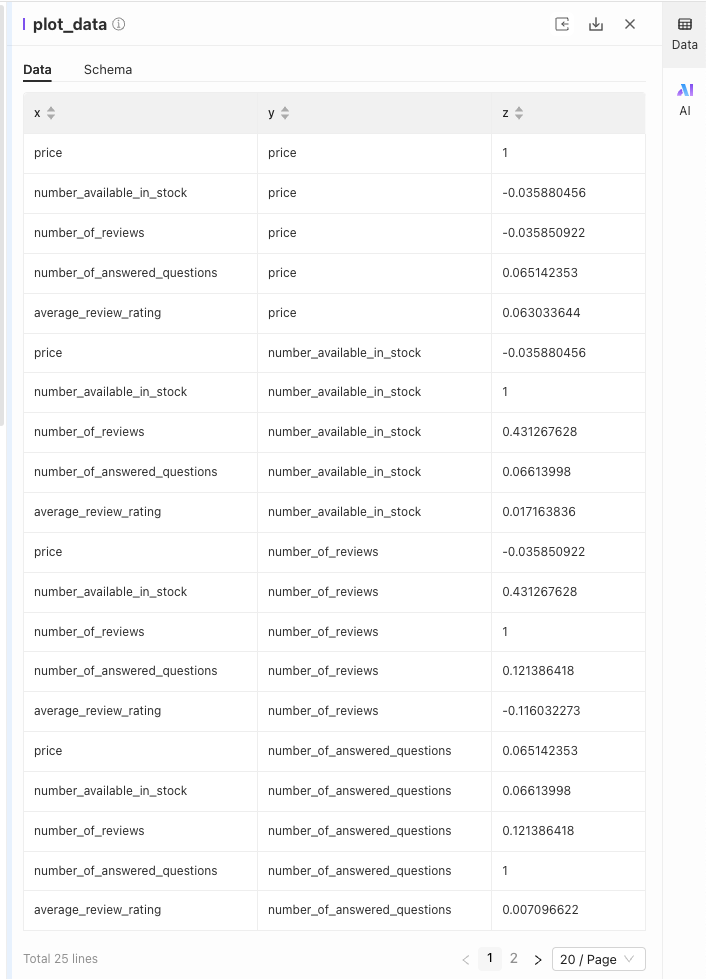 plot_data
Data
AI
Data Schema
x y z
price price 1
number_available_in_stock price -0.035880456
number_of_reviews price -0.035850922
number_of_answered_questions price 0.065142353
average_review_rating price 0.063033644
price number_available_in_stock -0.035880456
number_available_in_stock number_available_in_stock 1
number_of_reviews number_available_in_stock 0.431267628
number_of_answered_questions number_available_in_stock 0.06613998
average_review_rating number_available_in_stock 0.017163836
price number_of_reviews -0.035850922
number_available_in_stock number_of_reviews 0.431267628
number_of_reviews number_of_reviews 1
number_of_answered_questions number_of_reviews 0.121386418
average_review_rating number_of_reviews -0.116032273
price number_of_answered_questions 0.065142353
number_available_in_stock number_of_answered_questions 0.06613998
number_of_reviews number_of_answered_questions 0.121386418
number_of_answered_questions number_of_answered_questions 1
average_review_rating number_of_answered_questions 0.007096622
Total 25 lines < 1 2 > 20 / Page